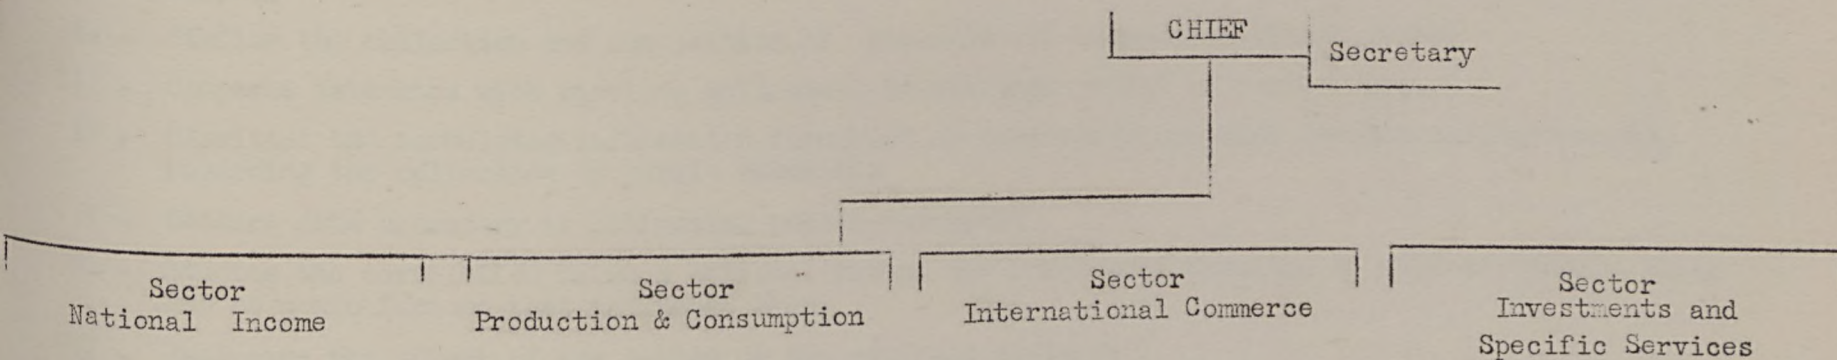 CHIEF
Secretary
Sector
National Income
Sector
Production & Consumption
Sector
International Commerce
Sector
Investments and
Specific Services